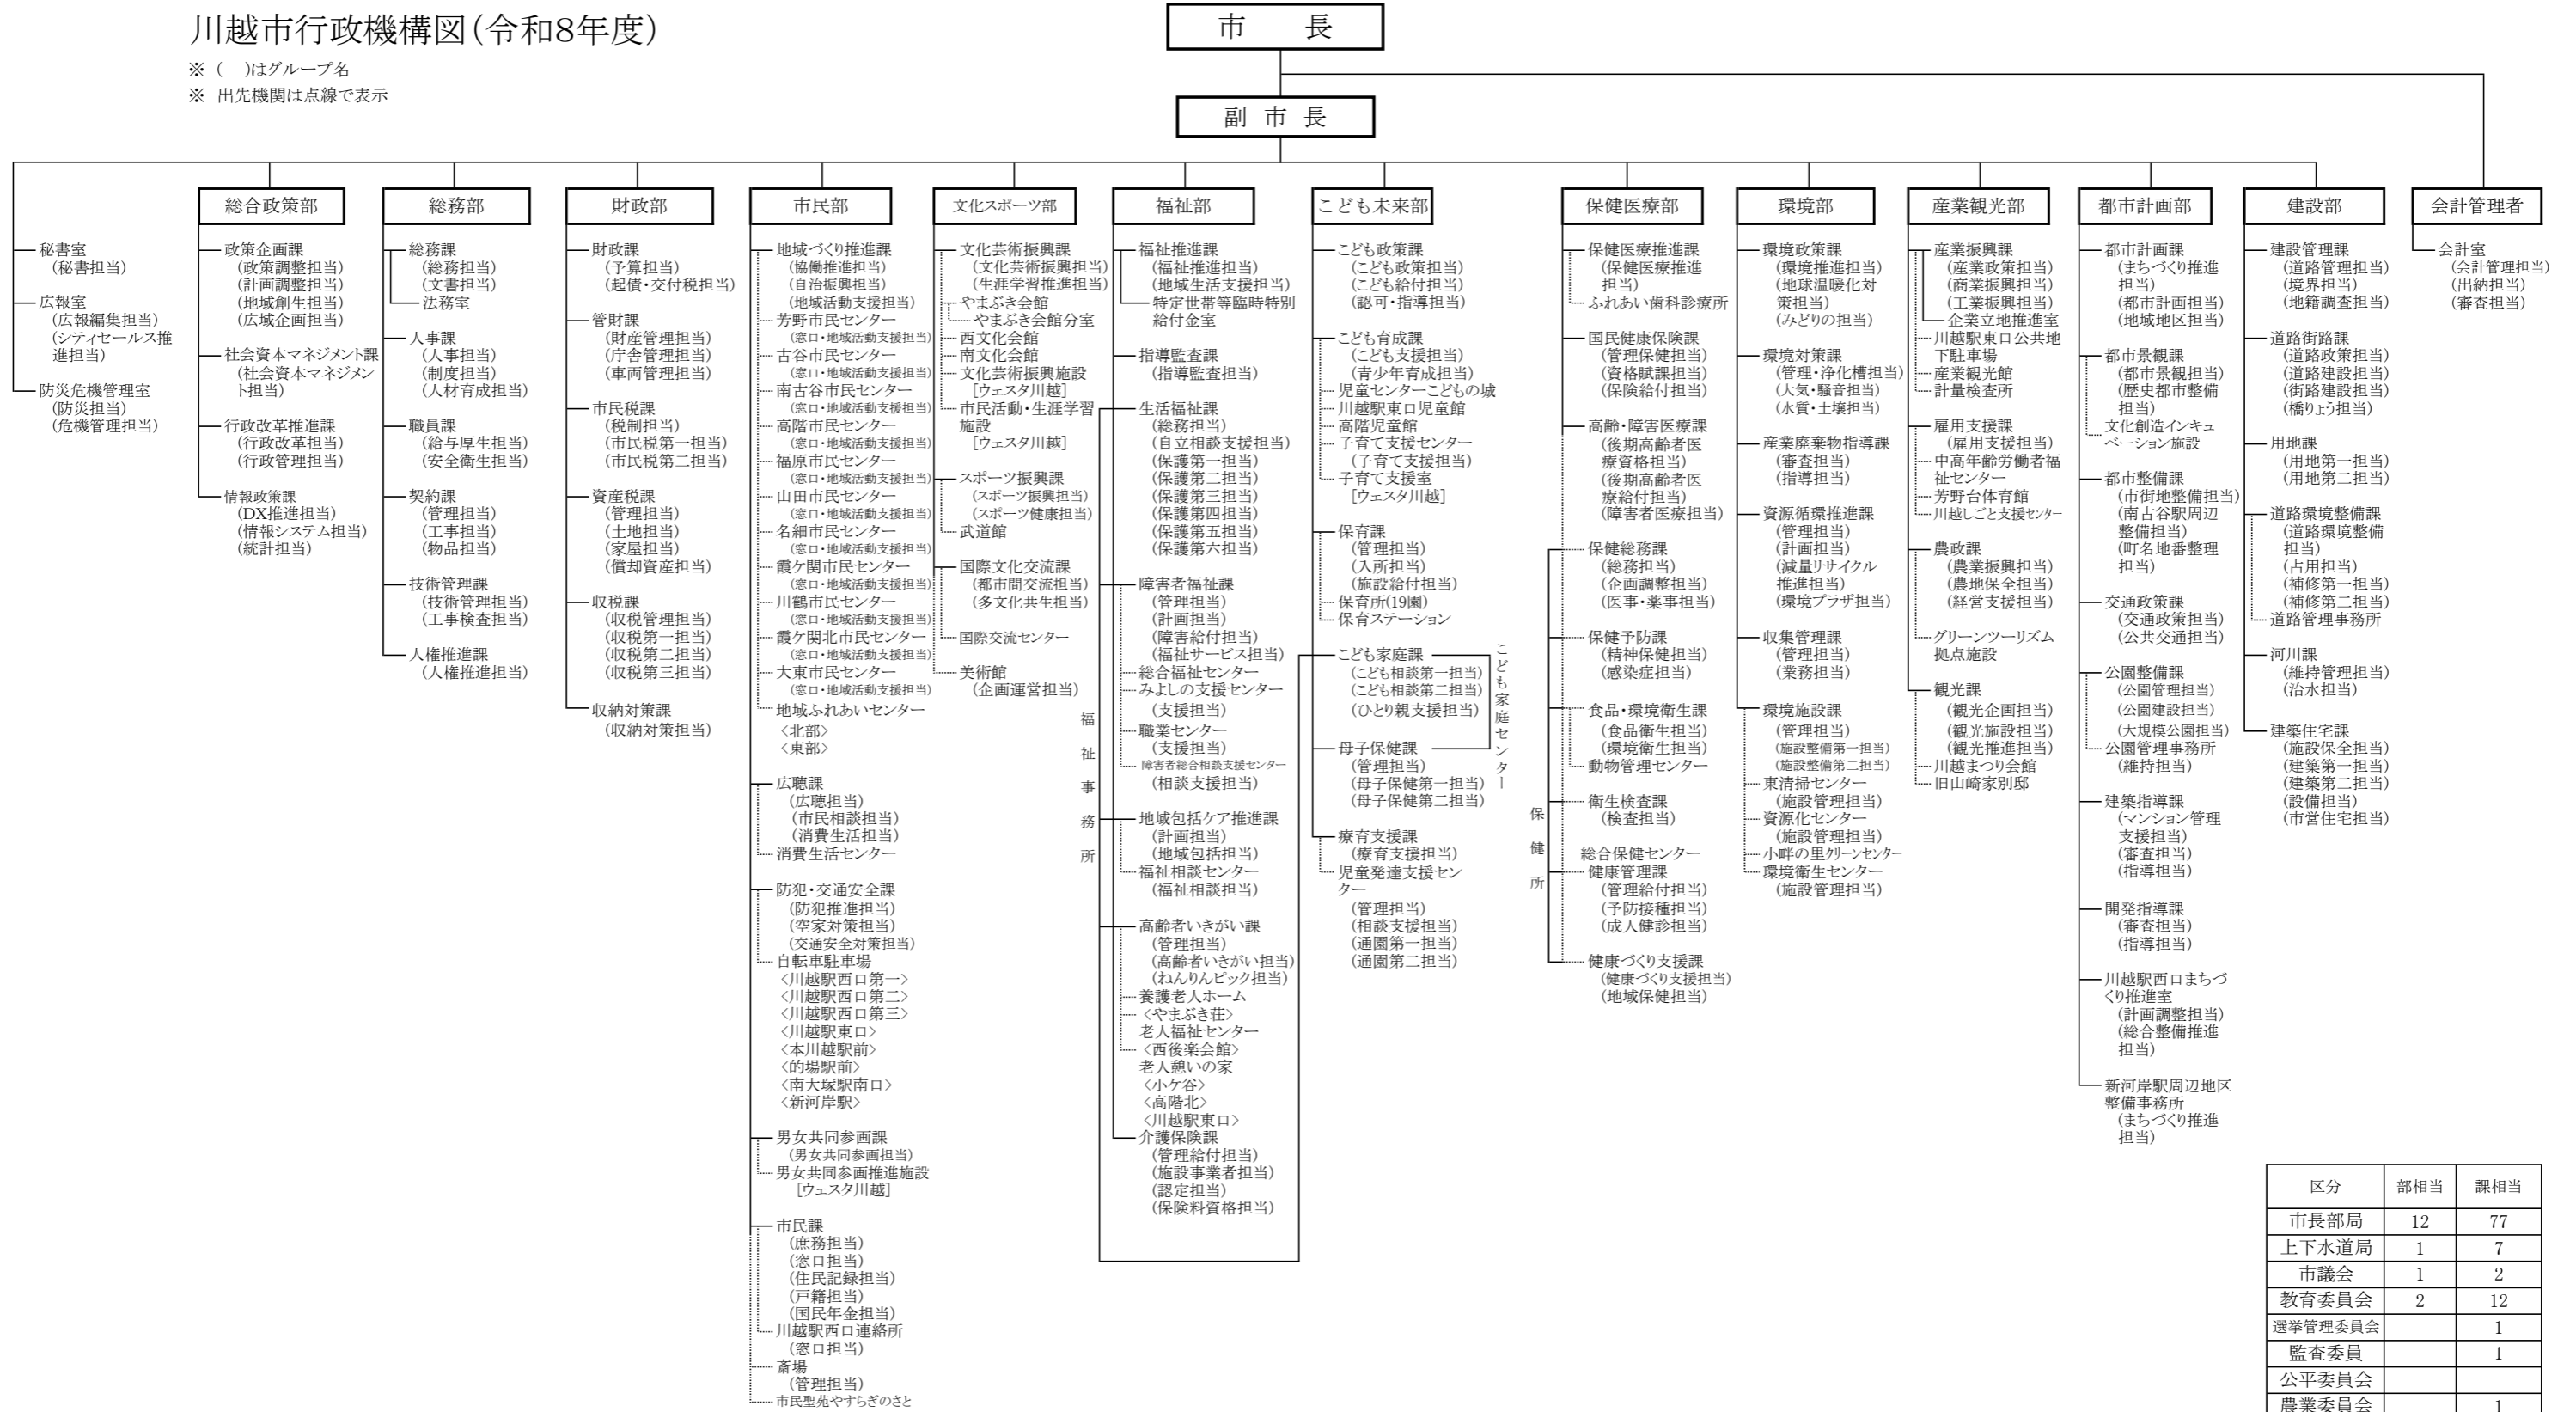 川越市行政機構図(令和8年度)
※ (　)はグループ名
※ 出先機関は点線で表示
市　長
副 市 長
秘書室
(秘書担当)
広報室
(広報編集担当)
(シティセールス推
進担当)
防災危機管理室
(防災担当)
(危機管理担当)
総合政策部
政策企画課
(政策調整担当)
(計画調整担当)
(地域創生担当)
(広域企画担当)
社会資本マネジメント課
(社会資本マネジメン
ト担当)
行政改革推進課
(行政改革担当)
(行政管理担当)
情報政策課
(DX推進担当)
(情報システム担当)
(統計担当)
総務部
総務課
(総務担当)
(文書担当)
法務室
人事課
(人事担当)
(制度担当)
(人材育成担当)
職員課
(給与厚生担当)
(安全衛生担当)
契約課
(管理担当)
(工事担当)
(物品担当)
技術管理課
(技術管理担当)
(工事検査担当)
人権推進課
(人権推進担当)
財政部
財政課
(予算担当)
(起債・交付税担当)
管財課
(財産管理担当)
(庁舎管理担当)
(車両管理担当)
市民税課
(税制担当)
(市民税第一担当)
(市民税第二担当)
資産税課
(管理担当)
(土地担当)
(家屋担当)
(償却資産担当)
収税課
(収税管理担当)
(収税第一担当)
(収税第二担当)
(収税第三担当)
収納対策課
(収納対策担当)
市民部
地域づくり推進課
(協働推進担当)
(自治振興担当)
(地域活動支援担当)
芳野市民センター
(窓口・地域活動支援担当)
古谷市民センター
(窓口・地域活動支援担当)
南古谷市民センター
(窓口・地域活動支援担当)
高階市民センター
(窓口・地域活動支援担当)
福原市民センター
(窓口・地域活動支援担当)
山田市民センター
(窓口・地域活動支援担当)
名細市民センター
(窓口・地域活動支援担当)
霞ケ関市民センター
(窓口・地域活動支援担当)
川鶴市民センター
(窓口・地域活動支援担当)
霞ケ関北市民センター
(窓口・地域活動支援担当)
大東市民センター
(窓口・地域活動支援担当)
地域ふれあいセンター
<北部>
<東部>
広聴課
(広聴担当)
(市民相談担当)
(消費生活担当)
消費生活センター
防犯・交通安全課
(防犯推進担当)
(空家対策担当)
(交通安全対策担当)
自転車駐車場
<川越駅西口第一>
<川越駅西口第二>
<川越駅西口第三>
<川越駅東口>
<本川越駅前>
<的場駅前>
<南大塚駅南口>
<新河岸駅>
男女共同参画課
(男女共同参画担当)
男女共同参画推進施設
[ウェスタ川越]
市民課
(庶務担当)
(窓口担当)
(住民記録担当)
(戸籍担当)
(国民年金担当)
川越駅西口連絡所
(窓口担当)
斎場
(管理担当)
市民聖苑やすらぎのさと
文化スポーツ部
文化芸術振興課
(文化芸術振興担当)
(生涯学習推進担当)
やまぶき会館
やまぶき会館分室
西文化会館
南文化会館
文化芸術振興施設
[ウェスタ川越]
市民活動・生涯学習
施設
[ウェスタ川越]
スポーツ振興課
(スポーツ振興担当)
(スポーツ健康担当)
武道館
国際文化交流課
(都市間交流担当)
(多文化共生担当)
国際交流センター
美術館
(企画運営担当)
福祉部
福祉推進課
(福祉推進担当)
(地域生活支援担当)
特定世帯等臨時特別
給付金室
指導監査課
(指導監査担当)
生活福祉課
(総務担当)
(自立相談支援担当)
(保護第一担当)
(保護第二担当)
(保護第三担当)
(保護第四担当)
(保護第五担当)
(保護第六担当)
障害者福祉課
(管理担当)
(計画担当)
(障害給付担当)
(福祉サービス担当)
総合福祉センター
みよしの支援センター
(支援担当)
職業センター
(支援担当)
障害者総合相談支援センター
(相談支援担当)
地域包括ケア推進課
(計画担当)
(地域包括担当)
福祉相談センター
(福祉相談担当)
高齢者いきがい課
(管理担当)
(高齢者いきがい担当)
(ねんりんピック担当)
養護老人ホーム
<やまぶき荘>
老人福祉センター
<西後楽会館>
老人憩いの家
<小ケ谷>
<高階北>
<川越駅東口>
介護保険課
(管理給付担当)
(施設事業者担当)
(認定担当)
(保険料資格担当)
福祉事務所
こども未来部
こども政策課
(こども政策担当)
(こども給付担当)
(認可・指導担当)
こども育成課
(こども支援担当)
(青少年育成担当)
児童センターこどもの城
川越駅東口児童館
高階児童館
子育て支援センター
(子育て支援担当)
子育て支援室
[ウェスタ川越]
保育課
(管理担当)
(入所担当)
(施設給付担当)
保育所(19園)
保育ステーション
こども家庭課
(こども相談第一担当)
(こども相談第二担当)
(ひとり親支援担当)
母子保健課
(管理担当)
(母子保健第一担当)
(母子保健第二担当)
こども家庭センター
療育支援課
(療育支援担当)
児童発達支援セン
ター
(管理担当)
(相談支援担当)
(通園第一担当)
(通園第二担当)
保健医療部
保健医療推進課
(保健医療推進
担当)
ふれあい歯科診療所
国民健康保険課
(管理保健担当)
(資格賦課担当)
(保険給付担当)
高齢・障害医療課
(後期高齢者医
療資格担当)
(後期高齢者医
療給付担当)
(障害者医療担当)
保健総務課
(総務担当)
(企画調整担当)
(医事・薬事担当)
保健予防課
(精神保健担当)
(感染症担当)
食品・環境衛生課
(食品衛生担当)
(環境衛生担当)
動物管理センター
衛生検査課
(検査担当)
総合保健センター
健康管理課
(管理給付担当)
(予防接種担当)
(成人健診担当)
健康づくり支援課
(健康づくり支援担当)
(地域保健担当)
保健所
環境部
環境政策課
(環境推進担当)
(地球温暖化対
策担当)
(みどりの担当)
環境対策課
(管理・浄化槽担当)
(大気・騒音担当)
(水質・土壌担当)
産業廃棄物指導課
(審査担当)
(指導担当)
資源循環推進課
(管理担当)
(計画担当)
(減量リサイクル
推進担当)
(環境プラザ担当)
収集管理課
(管理担当)
(業務担当)
環境施設課
(管理担当)
(施設整備第一担当)
(施設整備第二担当)
東清掃センター
(施設管理担当)
資源化センター
(施設管理担当)
小畔の里クリーンセンター
環境衛生センター
(施設管理担当)
産業観光部
産業振興課
(産業政策担当)
(商業振興担当)
(工業振興担当)
企業立地推進室
川越駅東口公共地
下駐車場
産業観光館
計量検査所
雇用支援課
(雇用支援担当)
中高年齢労働者福
祉センター
芳野台体育館
川越しごと支援センター
農政課
(農業振興担当)
(農地保全担当)
(経営支援担当)
グリーンツーリズム
拠点施設
観光課
(観光企画担当)
(観光施設担当)
(観光推進担当)
川越まつり会館
旧山崎家別邸
都市計画部
都市計画課
(まちづくり推進
担当)
(都市計画担当)
(地域地区担当)
都市景観課
(都市景観担当)
(歴史都市整備
担当)
文化創造インキュ
ベーション施設
都市整備課
(市街地整備担当)
(南古谷駅周辺
整備担当)
(町名地番整理
担当)
交通政策課
(交通政策担当)
(公共交通担当)
公園整備課
(公園管理担当)
(公園建設担当)
(大規模公園担当)
公園管理事務所
(維持担当)
建築指導課
(マンション管理
支援担当)
(審査担当)
(指導担当)
開発指導課
(審査担当)
(指導担当)
川越駅西口まちづ
くり推進室
(計画調整担当)
(総合整備推進
担当)
新河岸駅周辺地区
整備事務所
(まちづくり推進
担当)
建設部
建設管理課
(道路管理担当)
(境界担当)
(地籍調査担当)
道路街路課
(道路政策担当)
(道路建設担当)
(街路建設担当)
(橋りょう担当)
用地課
(用地第一担当)
(用地第二担当)
道路環境整備課
(道路環境整備
担当)
(占用担当)
(補修第一担当)
(補修第二担当)
道路管理事務所
河川課
(維持管理担当)
(治水担当)
建築住宅課
(施設保全担当)
(建築第一担当)
(建築第二担当)
(設備担当)
(市営住宅担当)
会計管理者
会計室
(会計管理担当)
(出納担当)
(審査担当)
区分 部相当 課相当
市長部局 12 77
上下水道局 1 7
市議会 1 2
教育委員会 2 12
選挙管理委員会 1
監査委員 1
公平委員会
農業委員会 1